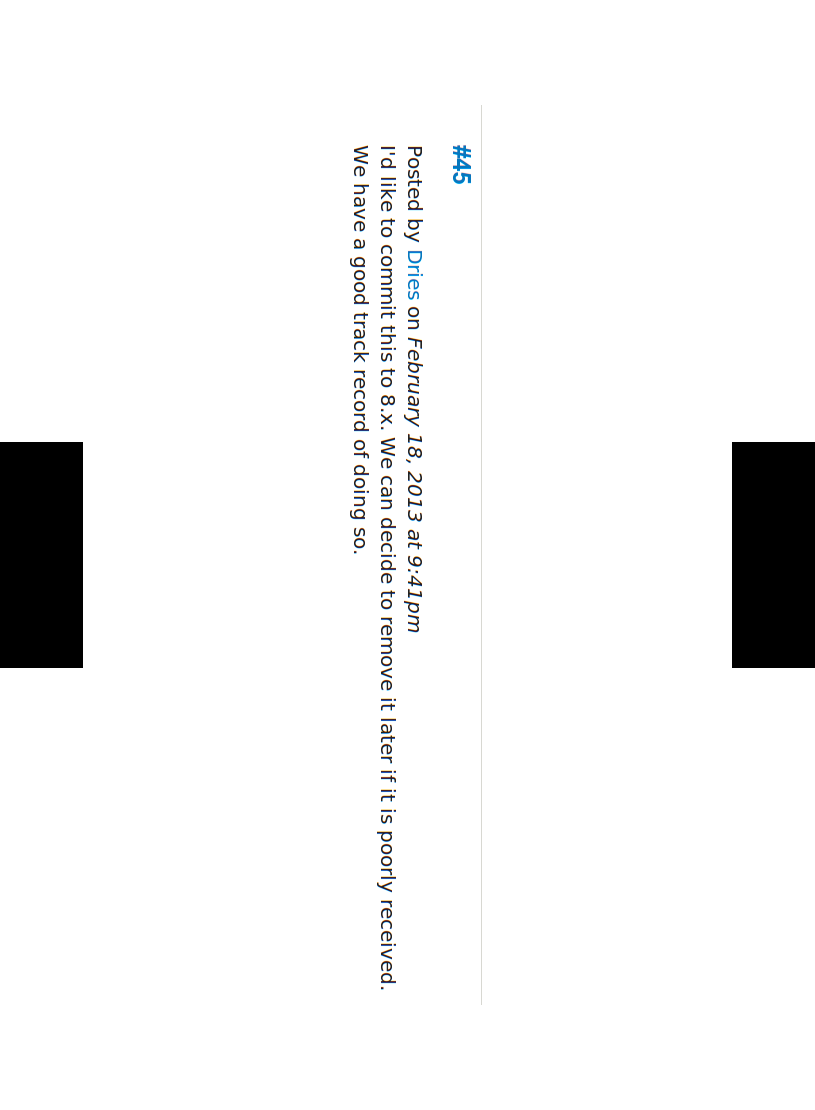 #45
Posted by Dries on February 18, 2013 at 9:41pm
I'd like to commit this to 8.x. We can decide to remove it later if it is poorly received.
We have a good track record of doing so.